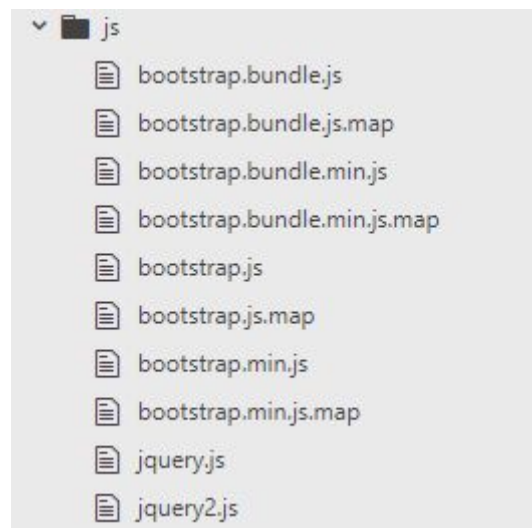 js
bootstrap.bundle.js
bootstrap.bundle.js.map
bootstrap.bundle.min.js
bootstrap.bundle.min.js.map
bootstrap.js
bootstrap.js.map
bootstrap.min.js
bootstrap.min.js.map
jquery.js
jquery2.js